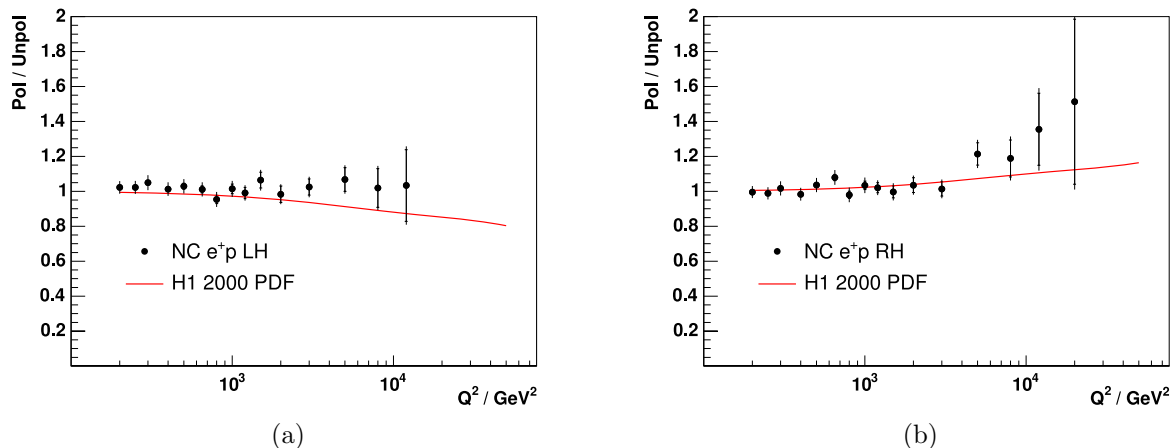 Pol / Unpol
2
1.8
1.6
1.4
1.2
1
0.8
0.6
0.4
0.2
NC e⁺p LH
H1 2000 PDF
10³
10⁴
Q² / GeV²
(a)
Pol / Unpol
2
1.8
1.6
1.4
1.2
1
0.8
0.6
0.4
0.2
NC e⁺p RH
H1 2000 PDF
10³
10⁴
Q² / GeV²
(b)